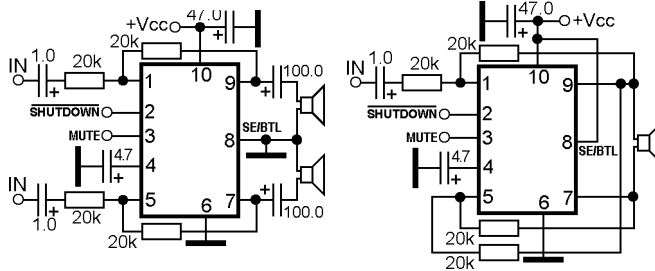 +Vcc
47.0
+
1.0
20k
20k
IN
+
1
10
9
+
100.0
SHUTDOWN
2
MUTE
3
8
SE/BTL
4.7
4
+
IN
5
7
+
100.0
20k
6
+
1.0
20k
47.0
+
+Vcc
20k
1.0
20k
IN
+
1
10
9
SHUTDOWN
2
MUTE
3
8
SE/BTL
4.7
4
+
5
7
6
20k
20k